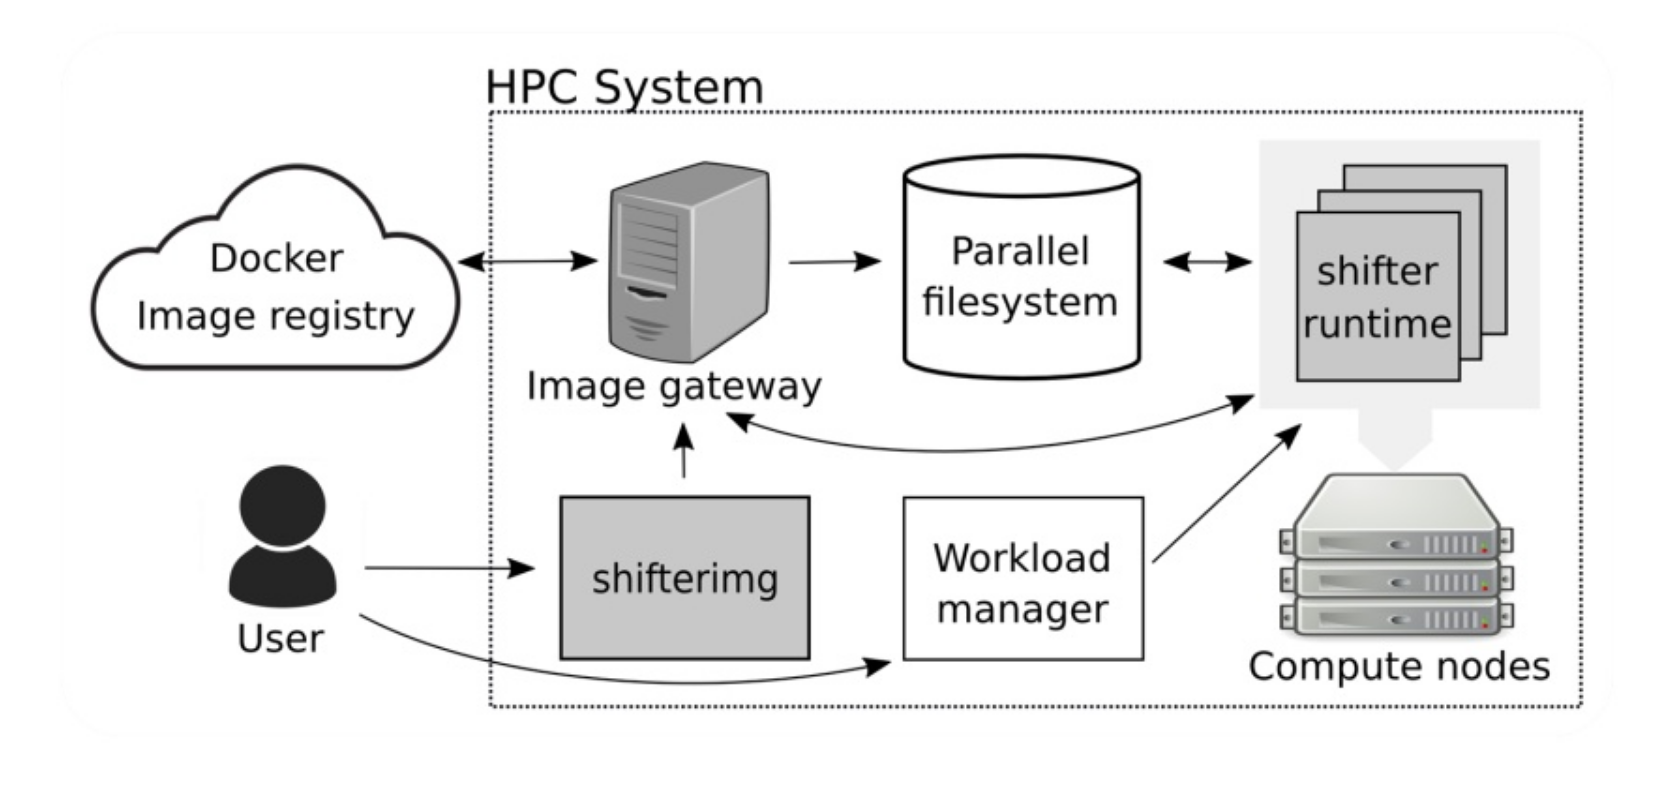 HPC System
Docker
Image registry
Image gateway
Parallel
filesystem
shifter
runtime
User
shifterimg
Workload
manager
Compute nodes